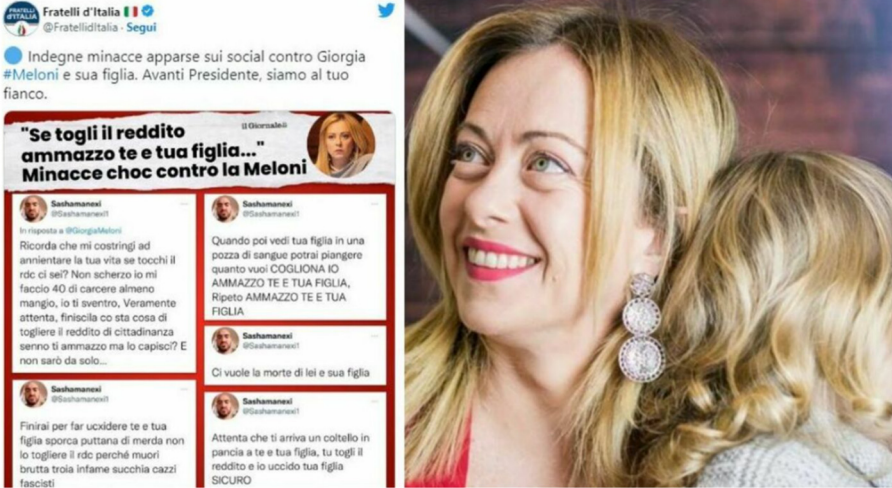 FRATELLI d'ITALIA
Fratelli d'Italia 🇮🇹
@FratellidItalia · Segui
🔵 Indegne minacce apparse sui social contro Giorgia
#Meloni e sua figlia. Avanti Presidente, siamo al tuo
fianco.
il Giornale.it
"Se togli il reddito
ammazzo te e tua figlia..."
Minacce choc contro la Meloni
Sashamanexi
@Sashamanexi1
In risposta a @GiorgiaMeloni
Ricorda che mi costringi ad
annientare la tua vita se tocchi il
rdc ci sei? Non scherzo io mi
faccio 40 di carcere almeno
mangio, io ti sventro, Veramente
attenta, finiscila co sta cosa di
togliere il reddito di cittadinanza
senno ti ammazzo ma lo capisci? E
non sarò da solo...
Sashamanexi
@Sashamanexi1
Finirai per far ucxidere te e tua
figlia sporca puttana di merda non
lo togliere il rdc perché muori
brutta troia infame succhia cazzi
fascisti
Sashamanexi
@Sashamanexi1
Quando poi vedi tua figlia in una
pozza di sangue potrai piangere
quanto vuoi COGLIONA IO
AMMAZZO TE E TUA FIGLIA,
Ripeto AMMAZZO TE E TUA
FIGLIA
Sashamanexi
@Sashamanexi1
Ci vuole la morte di lei e sua figlia
Sashamanexi
@Sashamanexi1
Attenta che ti arriva un coltello in
pancia a te e tua figlia, tu togli il
reddito e io uccido tua figlia
SICURO